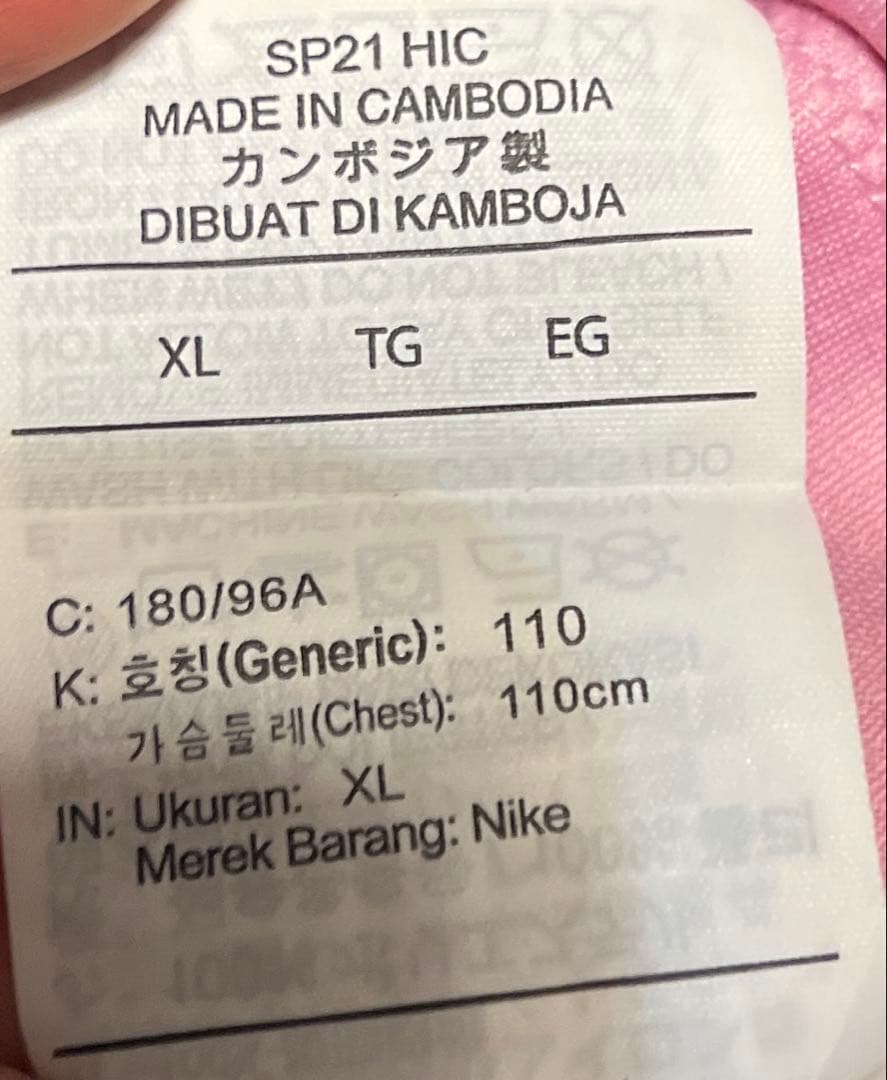 SP21 HIC
MADE IN CAMBODIA
カンボジア製
DIBUAT DI KAMBOJA
XL TG EG
C: 180/96A
K: 호칭(Generic): 110
가슴둘레(Chest): 110cm
IN: Ukuran: XL
Merek Barang: Nike